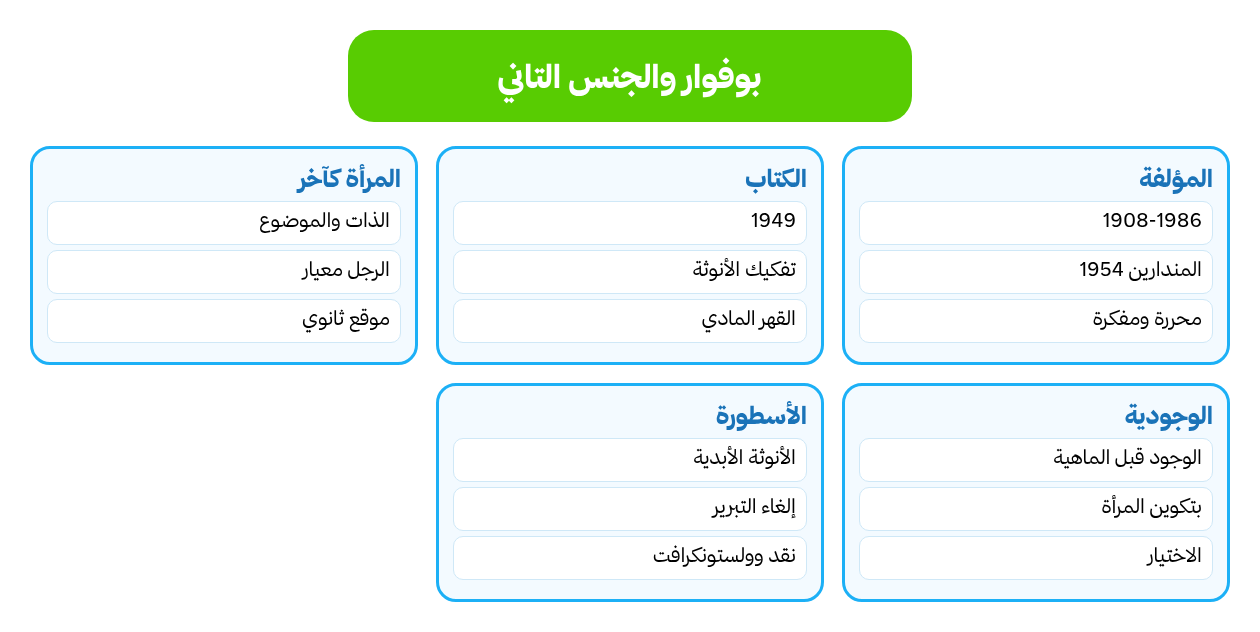 بوفوار والجنس التاني
المؤلفة
1908-1986
المندارين 1954
محررة ومفكرة
الكتاب
1949
تفكيك الأنوثة
القهر المادي
المرأة كآخر
الذات والموضوع
الرجل معيار
موقع ثانوي
الوجودية
الوجود قبل الماهية
بتكوين المرأة
الاختيار
الأسطورة
الأنوثة الأبدية
إلغاء التبرير
نقد وولستونكرافت